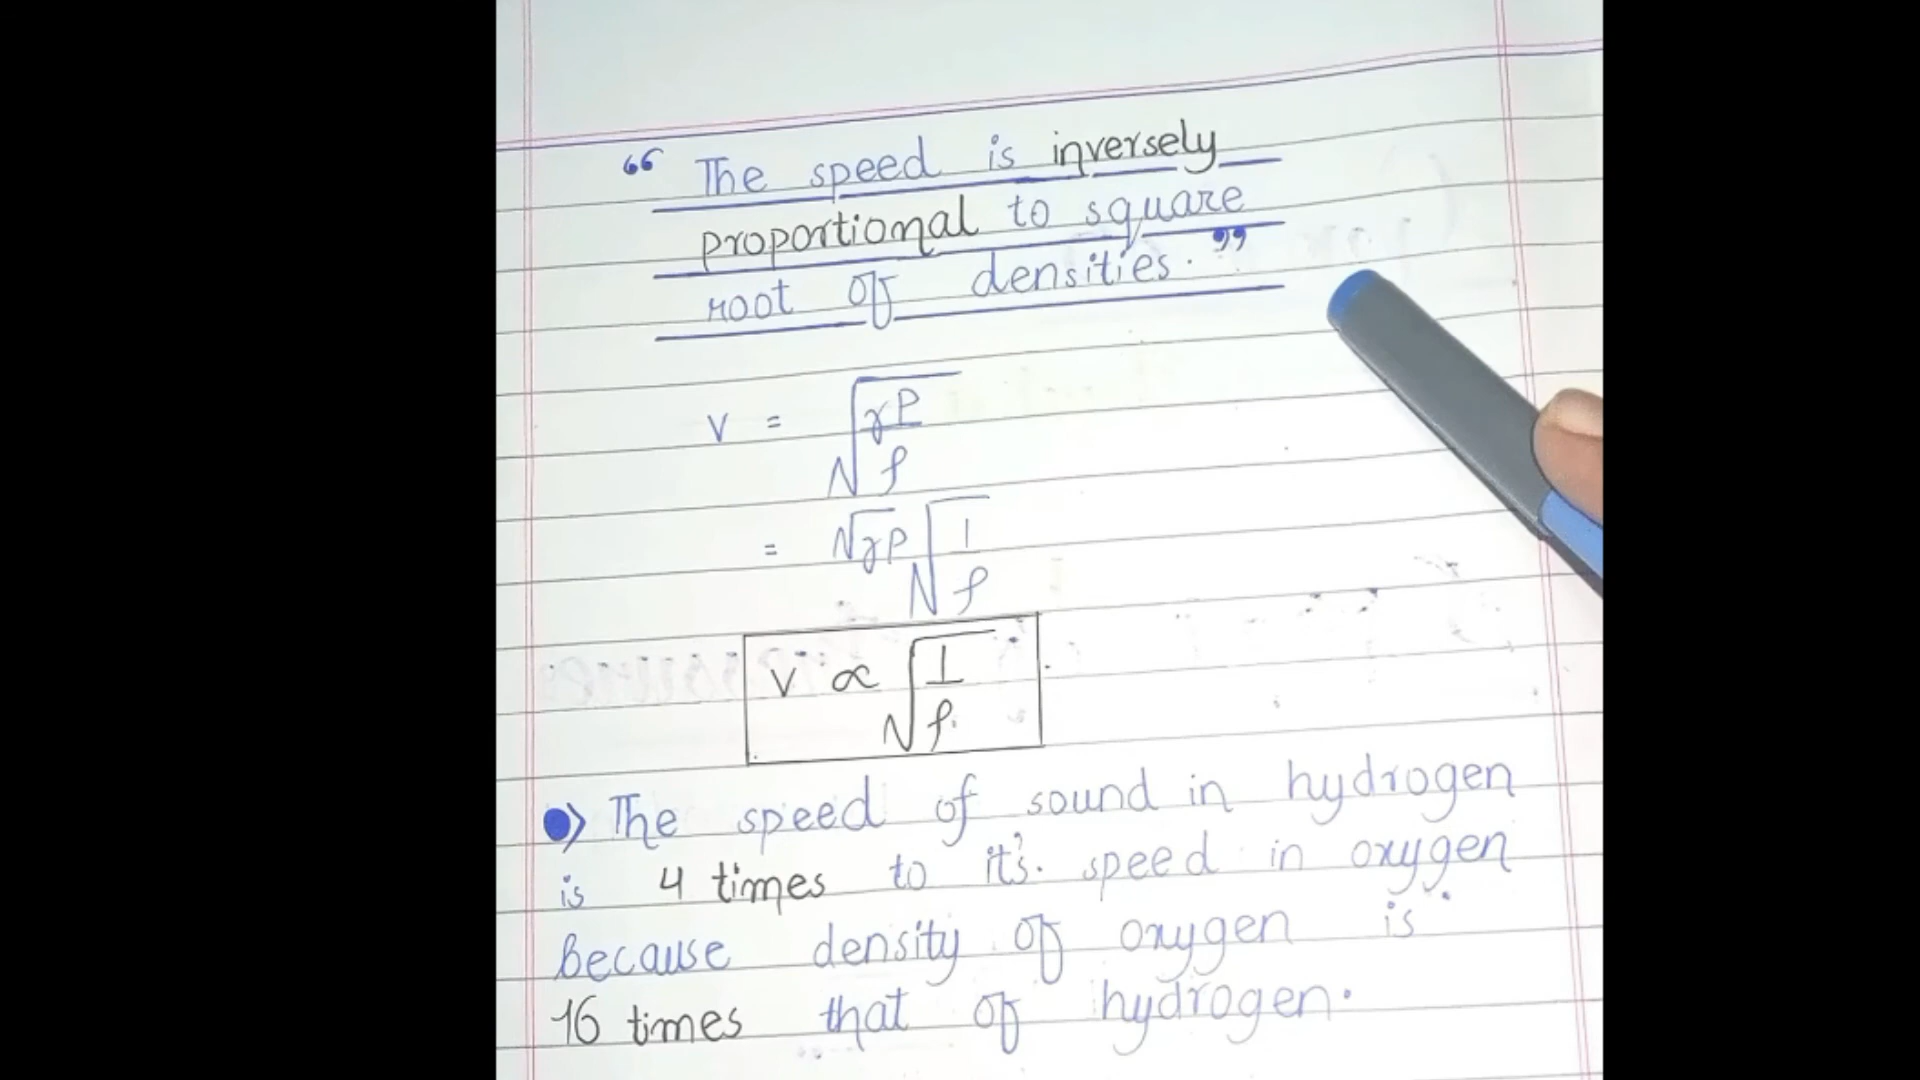 “ The speed is inversely
proportional to square
root of densities. ”
V = √γP/ρ
= √γP √1/ρ
V ∝ √1/ρ
The speed of sound in hydrogen
is 4 times to it's. speed in oxygen
because density of oxygen is
16 times that of hydrogen.